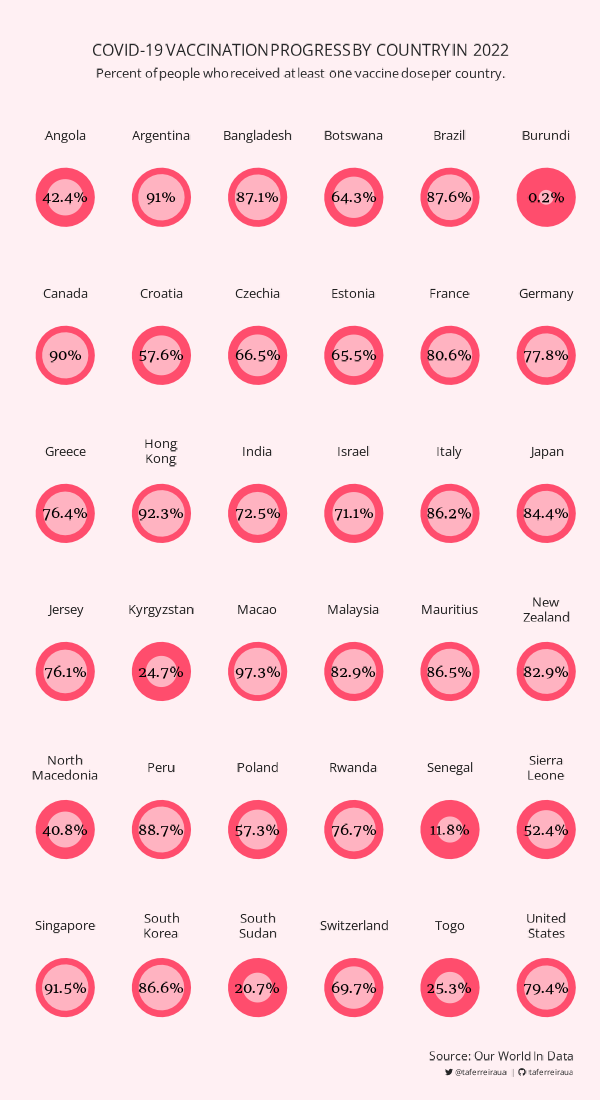 COVID-19 VACCINATION PROGRESS BY COUNTRY IN 2022
Percent of people who received at least one vaccine dose per country.
Angola Argentina Bangladesh Botswana Brazil Burundi
42.4% 91% 87.1% 64.3% 87.6% 0.2%
Canada Croatia Czechia Estonia France Germany
90% 57.6% 66.5% 65.5% 80.6% 77.8%
Greece Hong Kong India Israel Italy Japan
76.4% 92.3% 72.5% 71.1% 86.2% 84.4%
Jersey Kyrgyzstan Macao Malaysia Mauritius New Zealand
76.1% 24.7% 97.3% 82.9% 86.5% 82.9%
North Macedonia Peru Poland Rwanda Senegal Sierra Leone
40.8% 88.7% 57.3% 76.7% 11.8% 52.4%
Singapore South Korea South Sudan Switzerland Togo United States
91.5% 86.6% 20.7% 69.7% 25.3% 79.4%
Source: Our World In Data
@taferreiraua | taferreiraua